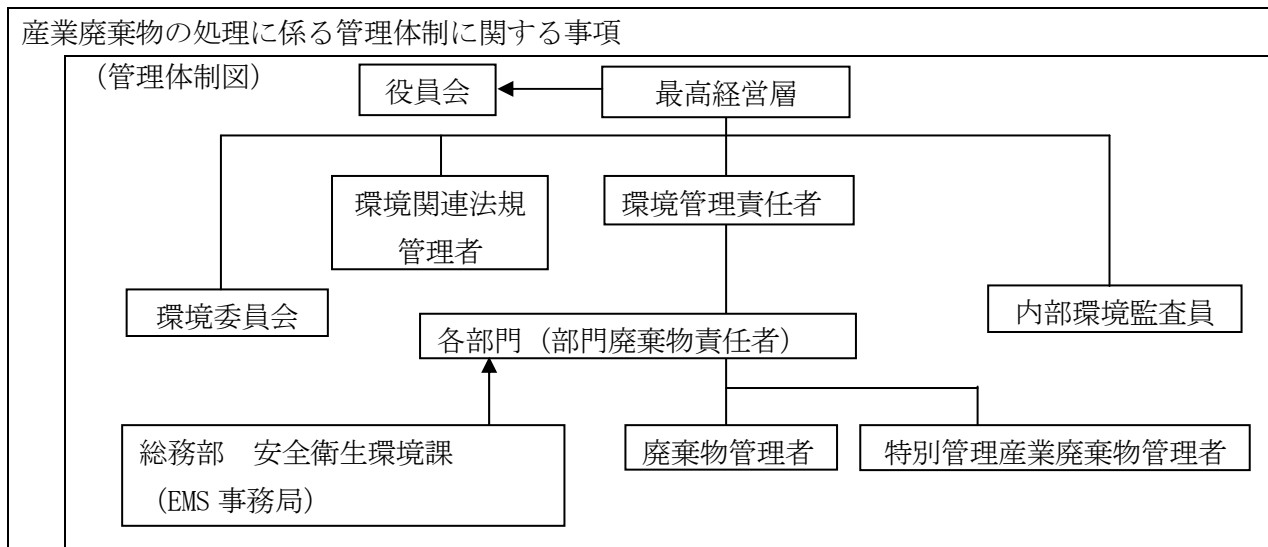 産業廃棄物の処理に係る管理体制に関する事項
（管理体制図）
役員会
最高経営層
環境関連法規
管理者
環境管理責任者
環境委員会
内部環境監査員
各部門（部門廃棄物責任者）
総務部　安全衛生環境課
（EMS 事務局）
廃棄物管理者
特別管理産業廃棄物管理者